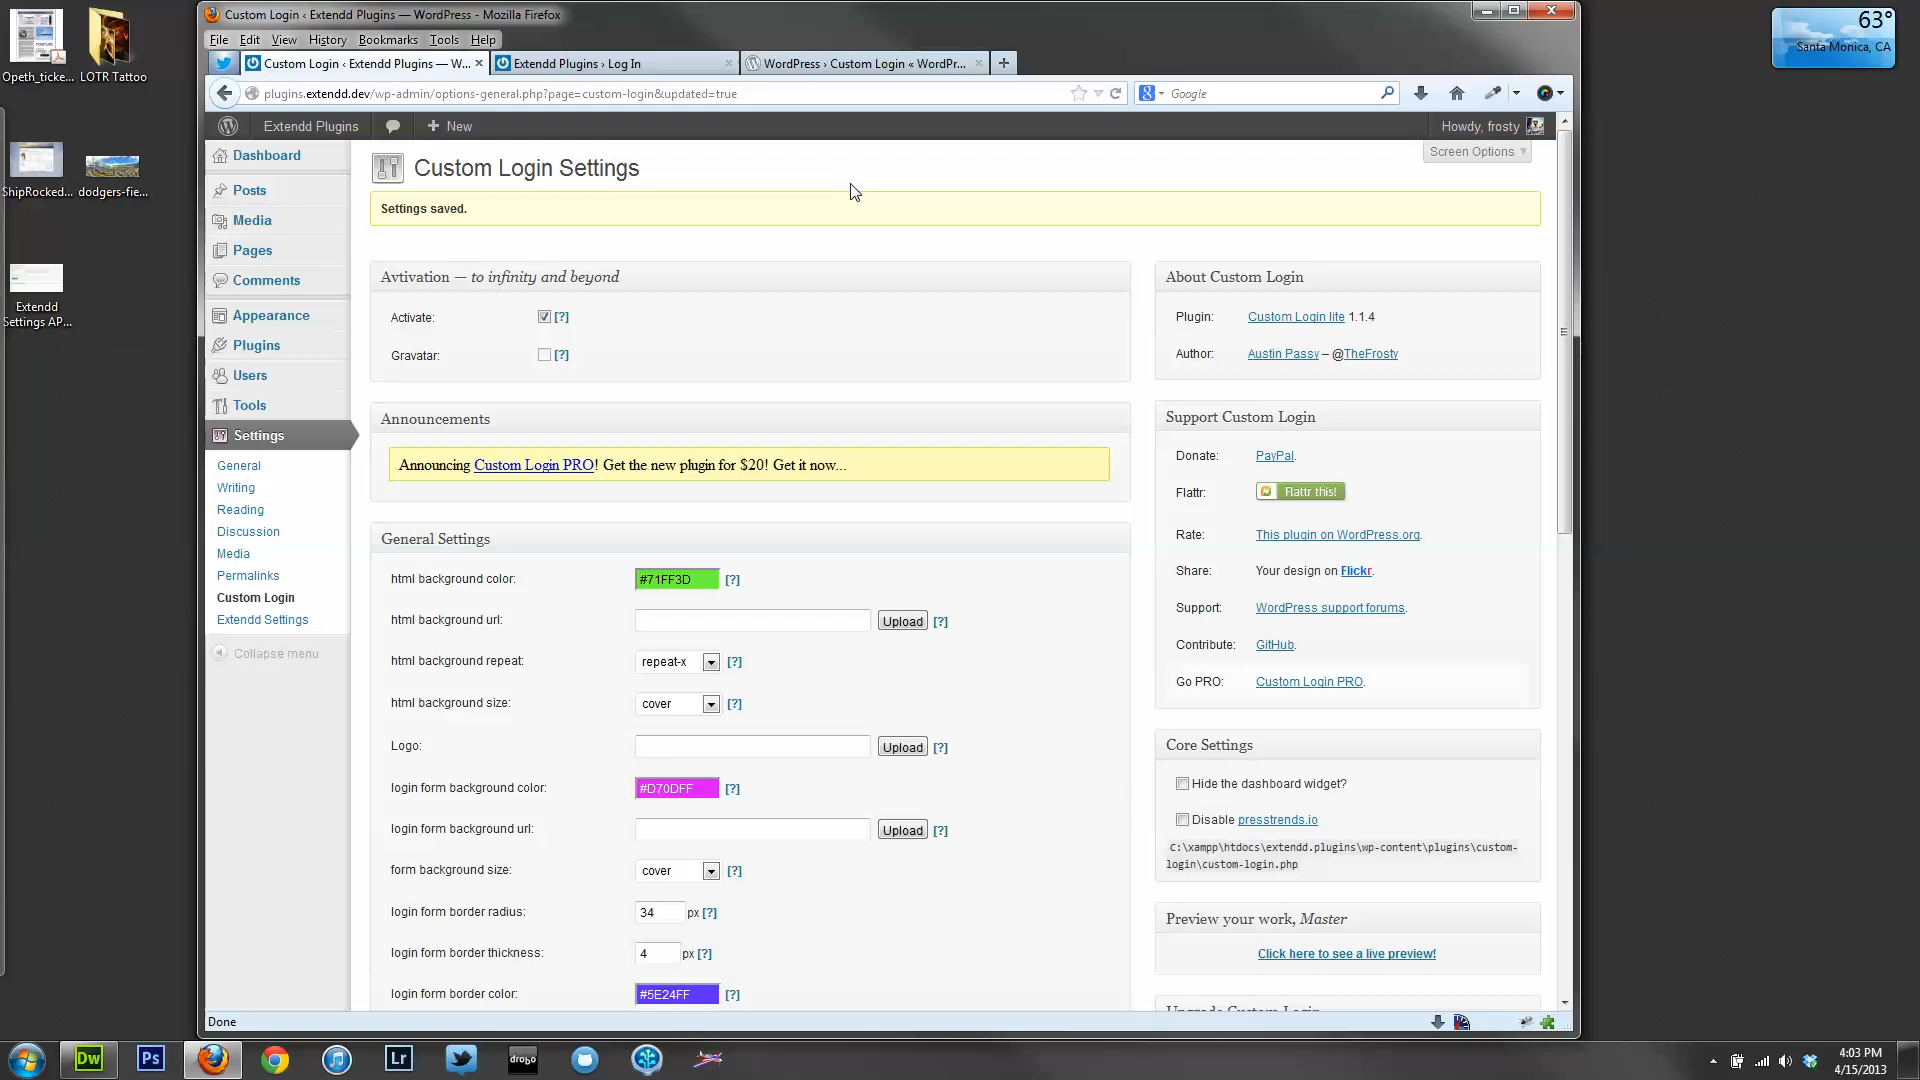 Custom Login ‹ Extendd Plugins — WordPress - Mozilla Firefox
File Edit View History Bookmarks Tools Help
Custom Login ‹ Extendd Plugins — W...
Extendd Plugins › Log In
WordPress › Custom Login « WordPr...
plugins.extendd.dev/wp-admin/options-general.php?page=custom-login&updated=true
Google
Extendd Plugins
New
Howdy, frosty
63°
Santa Monica, CA
Opeth_ticke...
LOTR Tattoo
ShipRocked...
dodgers-fie...
Extendd
Settings AP...
Dashboard
Posts
Media
Pages
Comments
Appearance
Plugins
Users
Tools
Settings
General
Writing
Reading
Discussion
Media
Permalinks
Custom Login
Extendd Settings
Collapse menu
Screen Options
Custom Login Settings
Settings saved.
Avtivation — to infinity and beyond
Activate: [?]
Gravatar: [?]
Announcements
Announcing Custom Login PRO! Get the new plugin for $20! Get it now...
General Settings
html background color: #71FF3D [?]
html background url: Upload [?]
html background repeat: repeat-x [?]
html background size: cover [?]
Logo: Upload [?]
login form background color: #D70DFF [?]
login form background url: Upload [?]
form background size: cover [?]
login form border radius: 34 px [?]
login form border thickness: 4 px [?]
login form border color: #5E24FF [?]
About Custom Login
Plugin: Custom Login lite 1.1.4
Author: Austin Passy – @TheFrosty
Support Custom Login
Donate: PayPal.
Flattr: Flattr this!
Rate: This plugin on WordPress.org.
Share: Your design on Flickr.
Support: WordPress support forums.
Contribute: GitHub.
Go PRO: Custom Login PRO.
Core Settings
Hide the dashboard widget?
Disable presstrends.io
C:\xampp\htdocs\extendd.plugins\wp-content\plugins\custom-
login\custom-login.php
Preview your work, Master
Click here to see a live preview!
Upgrade Custom Login
Done
Dw
Ps
Lr
drobo
4:03 PM
4/15/2013